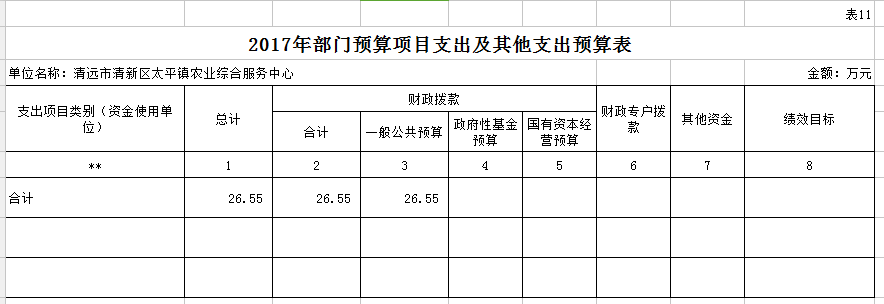 表11
2017年部门预算项目支出及其他支出预算表
单位名称：清远市清新区太平镇农业综合服务中心 金额：万元
支出项目类别（资金使用单位） 总计 财政拨款 财政专户拨款 其他资金 绩效目标
合计 一般公共预算 政府性基金预算 国有资本经营预算
** 1 2 3 4 5 6 7 8
合计 26.55 26.55 26.55